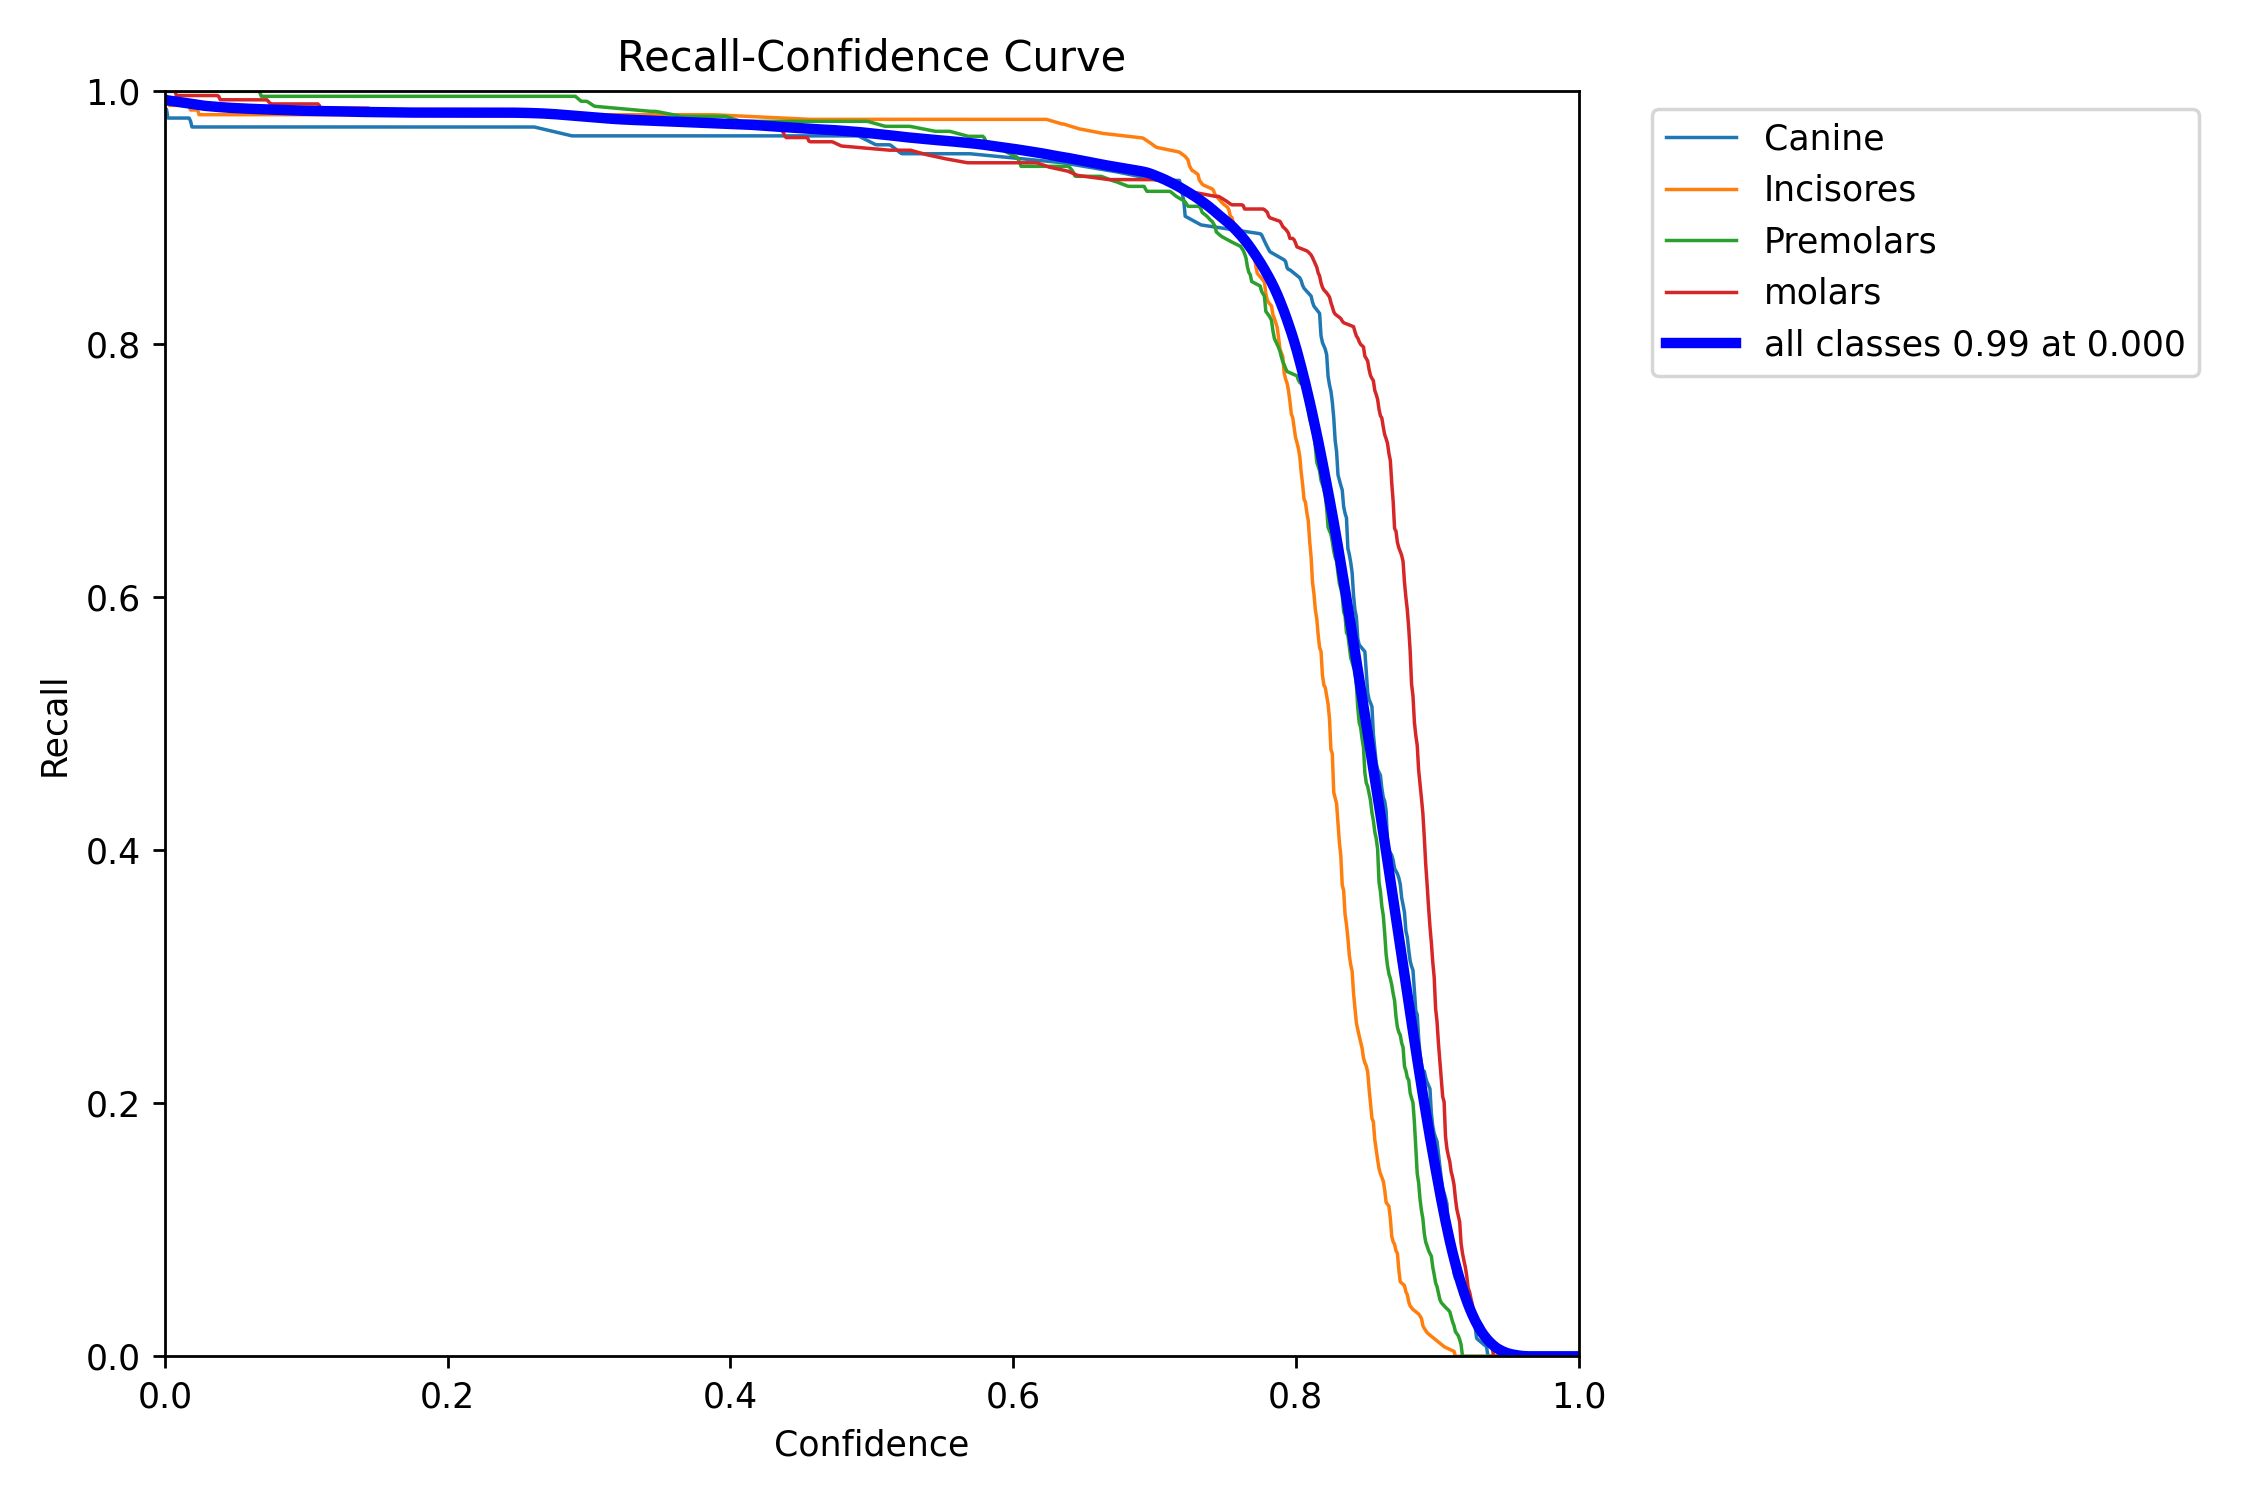 Recall-Confidence Curve
1.0
0.8
0.6
0.4
0.2
0.0
Recall
0.0 0.2 0.4 0.6 0.8 1.0
Confidence
Canine
Incisores
Premolars
molars
all classes 0.99 at 0.000